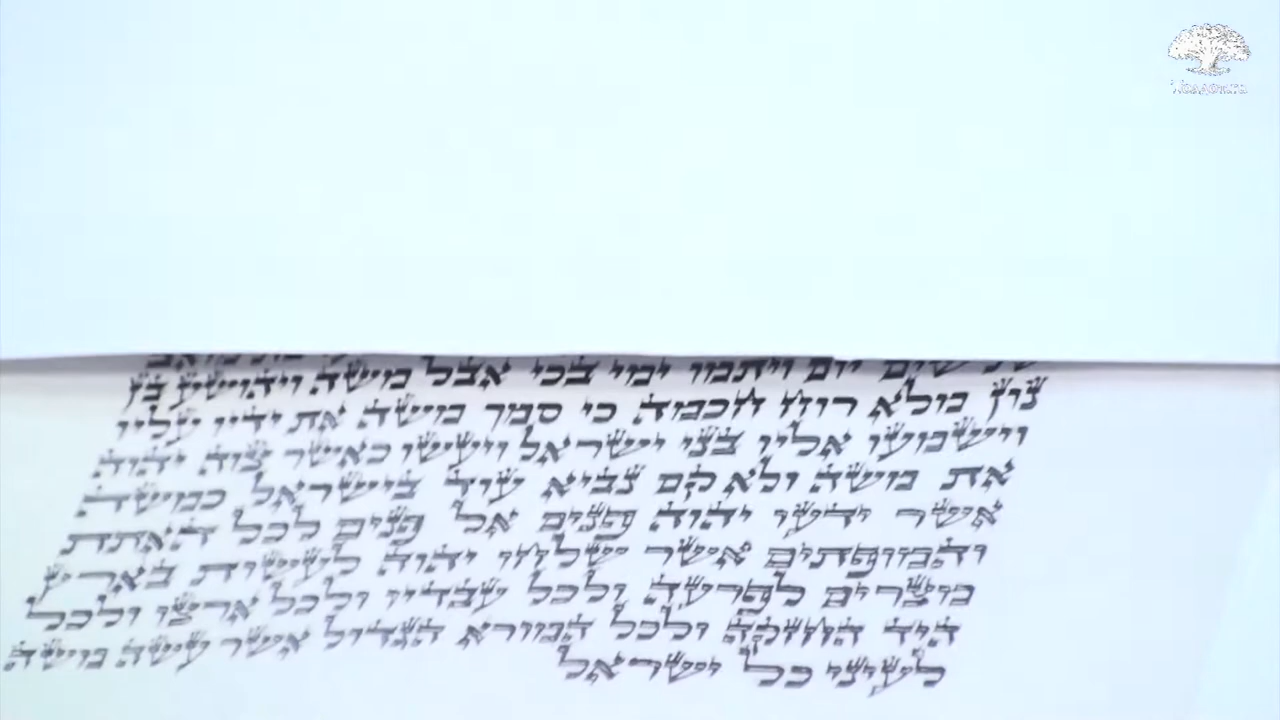 יום ויתמו ימי בכי אבל משה ויהושע בן
נון מלא רוח חכמה כי סמך משה את ידיו עליו
וישמעו אליו בני ישראל ויעשו כאשר צוה יהוה
את משה ולא קם נביא עוד בישראל כמשה
אשר ידעו יהוה פנים אל פנים לכל האתת
והמופתים אשר שלחו יהוה לעשות בארץ
מצרים לפרעה ולכל עבדיו ולכל ארצו ולכל
היד החזקה ולכל המורא הגדול אשר עשה משה
לעיני כל ישראל